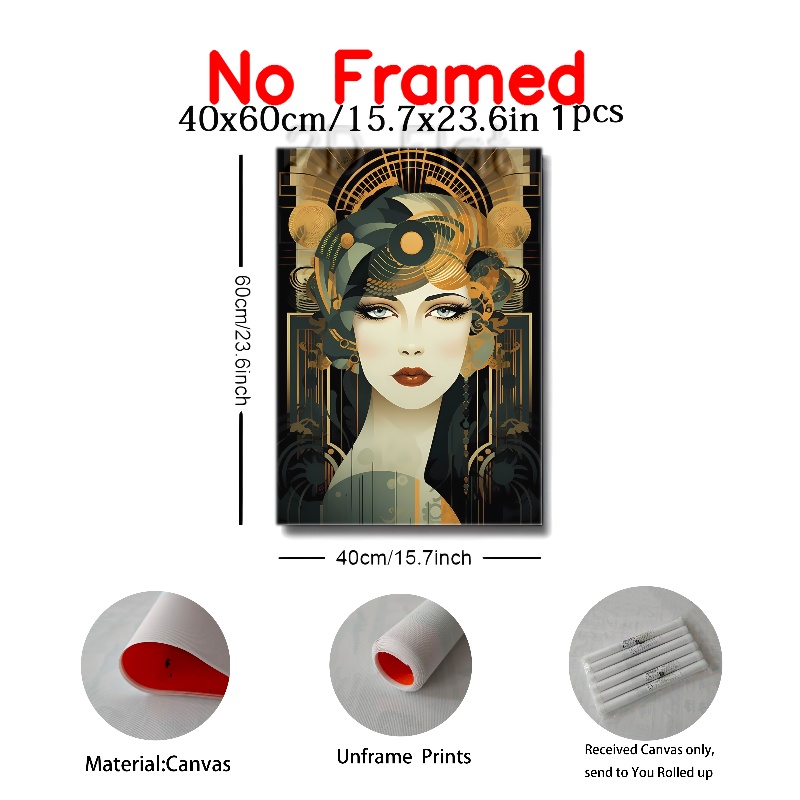 No Framed
40x60cm/15.7x23.6in 1pcs
60cm/23.6inch
40cm/15.7inch
Material:Canvas
Unframe Prints
Received Canvas only,
send to You Rolled up